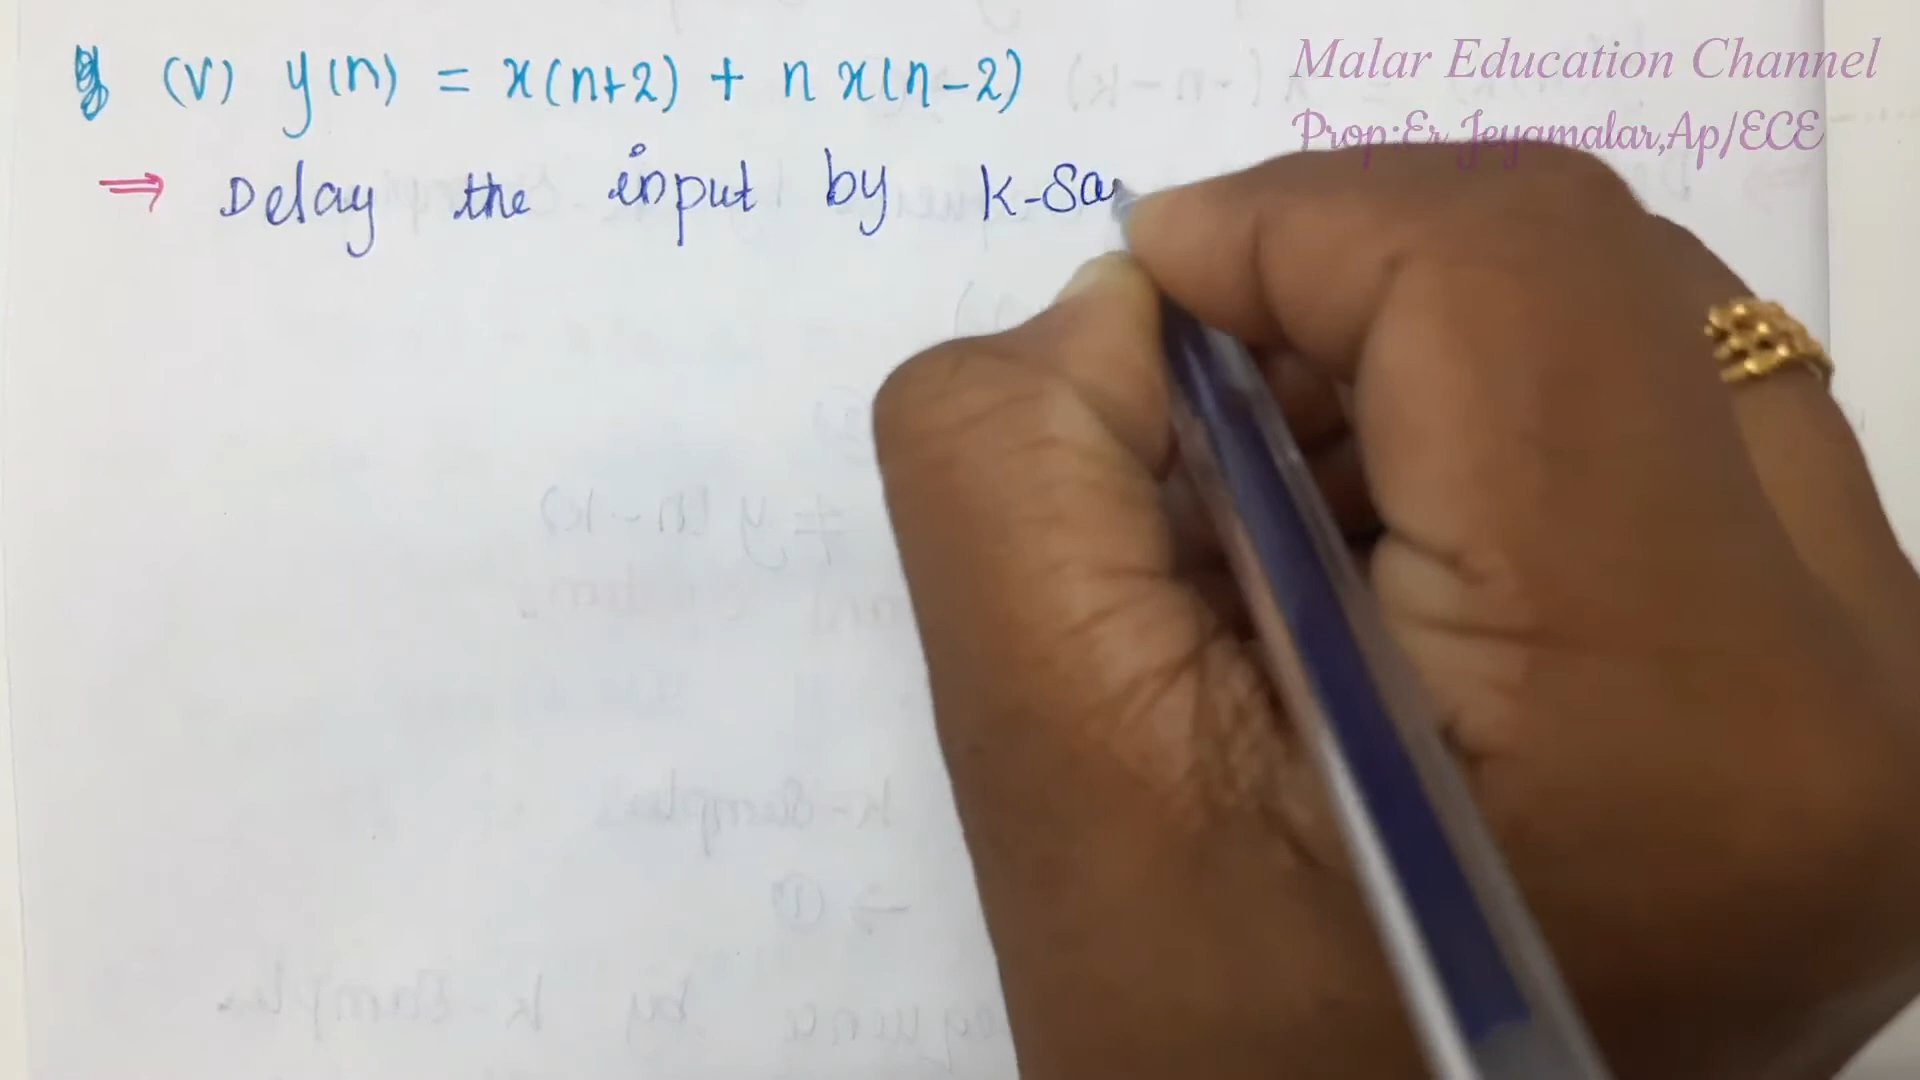 (V) y(n) = x(n+2) + n x(n-2)
Malar Education Channel
Prop:Er.Jeyamalar,Ap/ECE
⇒ Delay the input by k-Sa